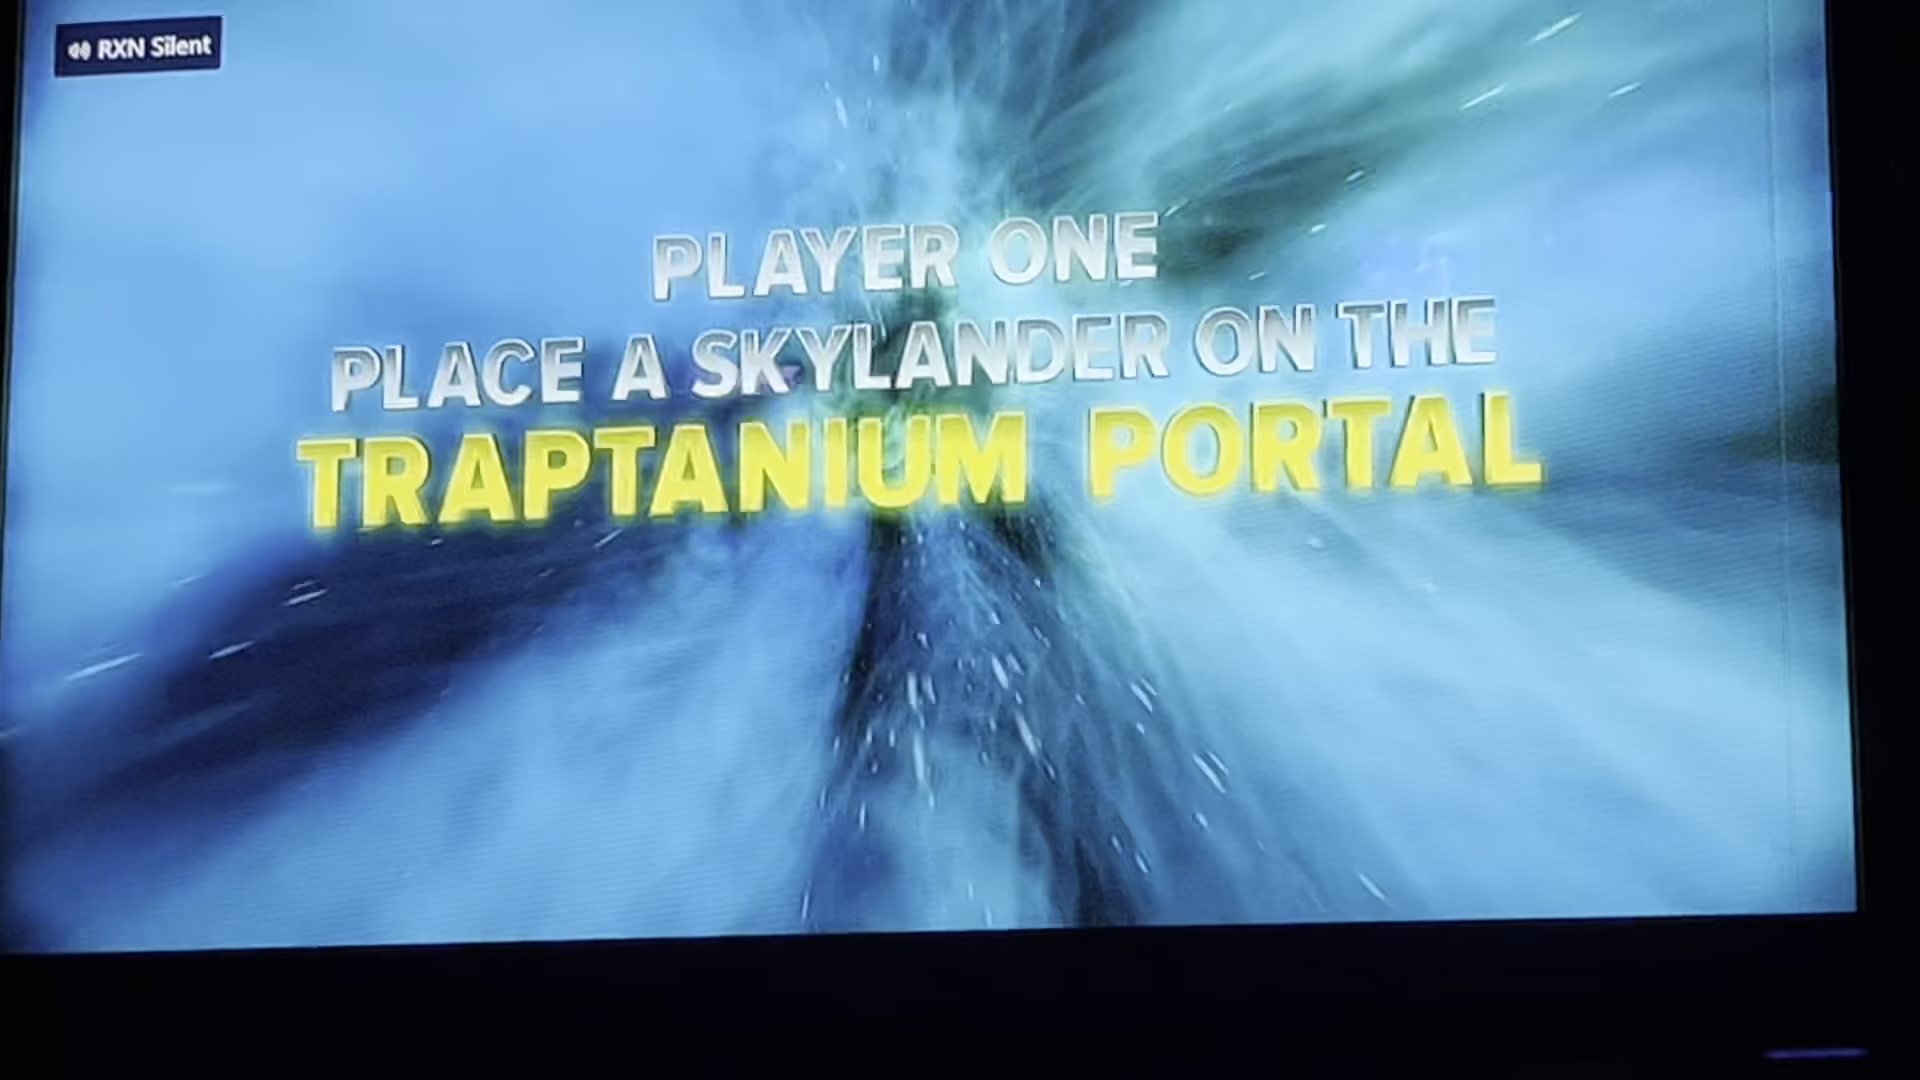 RXN Silent
PLAYER ONE
PLACE A SKYLANDER ON THE
TRAPTANIUM PORTAL